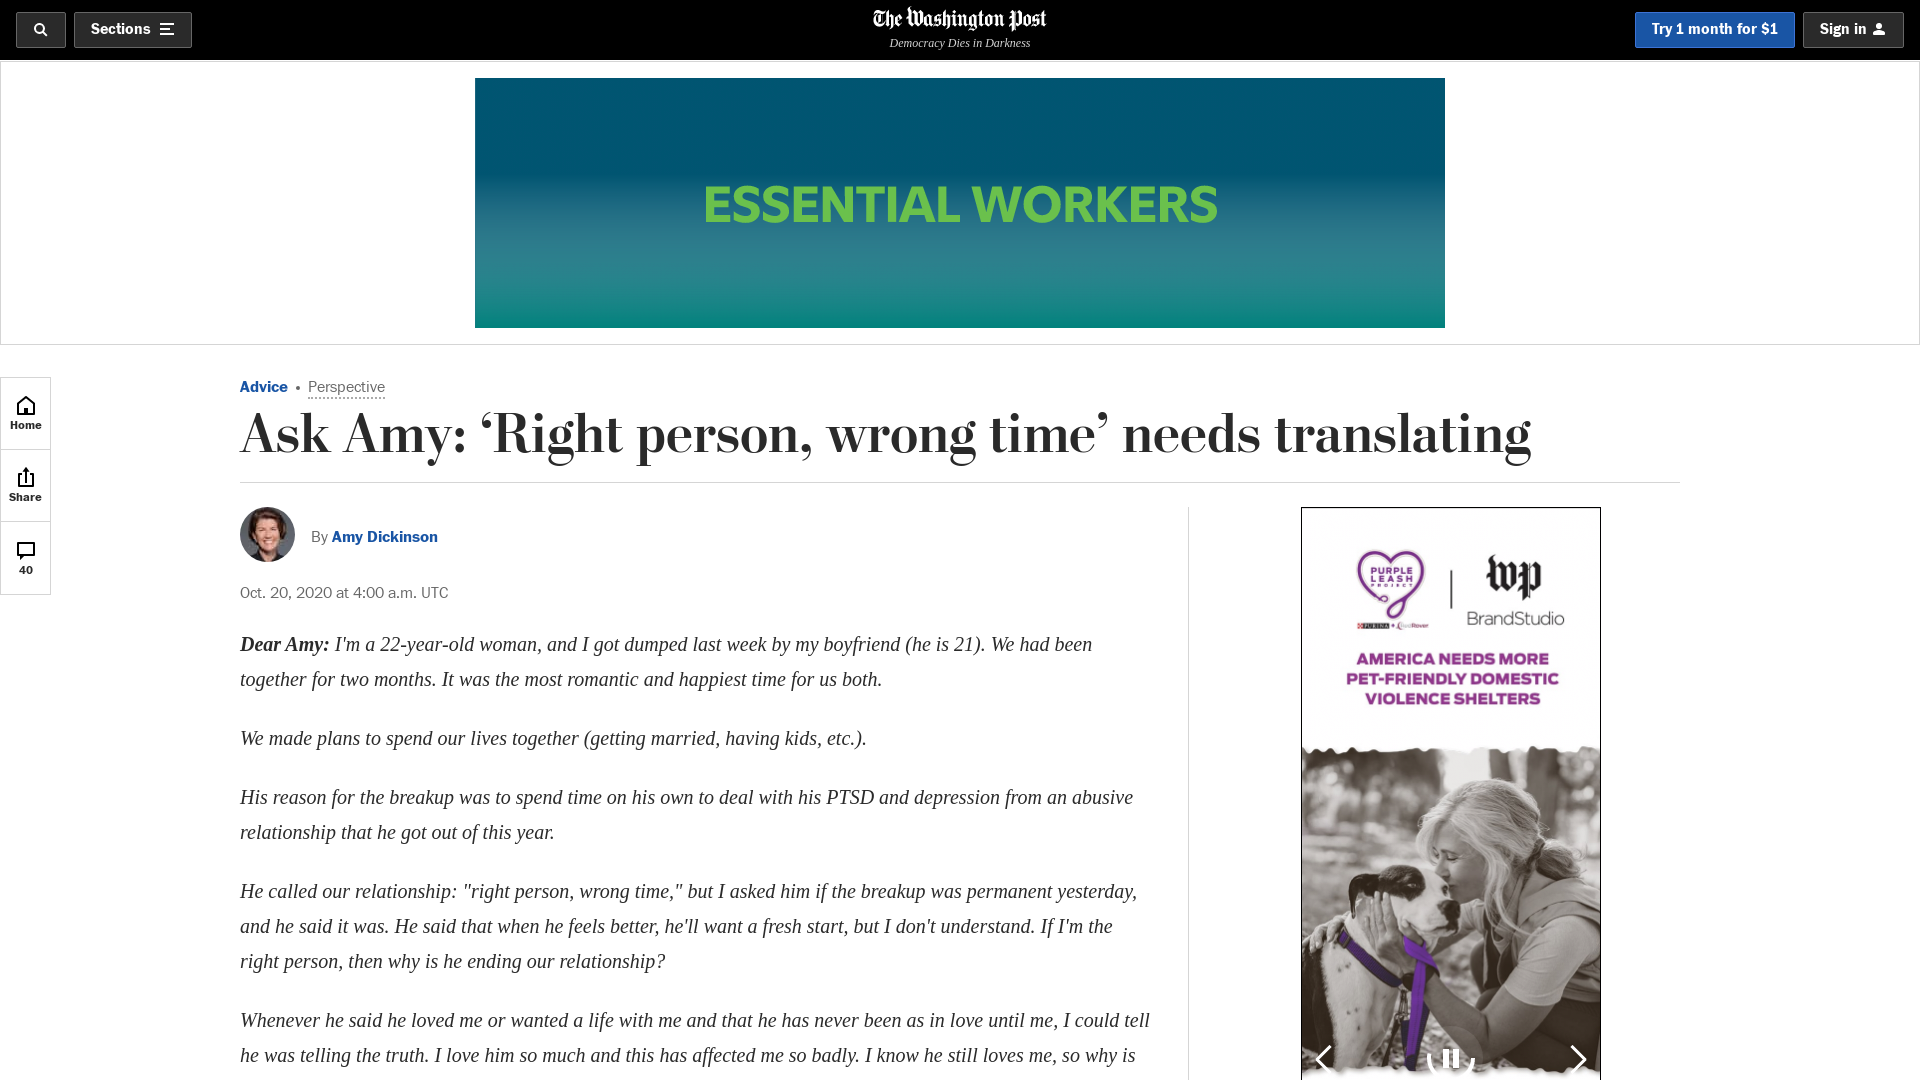 Sections
The Washington Post
Democracy Dies in Darkness
Try 1 month for $1
Sign in
ESSENTIAL WORKERS
Home
Share
40
Advice • Perspective
Ask Amy: ‘Right person, wrong time’ needs translating
By Amy Dickinson
Oct. 20, 2020 at 4:00 a.m. UTC
Dear Amy: I'm a 22-year-old woman, and I got dumped last week by my boyfriend (he is 21). We had been
together for two months. It was the most romantic and happiest time for us both.
We made plans to spend our lives together (getting married, having kids, etc.).
His reason for the breakup was to spend time on his own to deal with his PTSD and depression from an abusive
relationship that he got out of this year.
He called our relationship: "right person, wrong time," but I asked him if the breakup was permanent yesterday,
and he said it was. He said that when he feels better, he'll want a fresh start, but I don't understand. If I'm the
right person, then why is he ending our relationship?
Whenever he said he loved me or wanted a life with me and that he has never been as in love until me, I could tell
he was telling the truth. I love him so much and this has affected me so badly. I know he still loves me, so why is
PURPLE
LEASH
PROJECT
PURINA
wp
BrandStudio
AMERICA NEEDS MORE
PET-FRIENDLY DOMESTIC
VIOLENCE SHELTERS